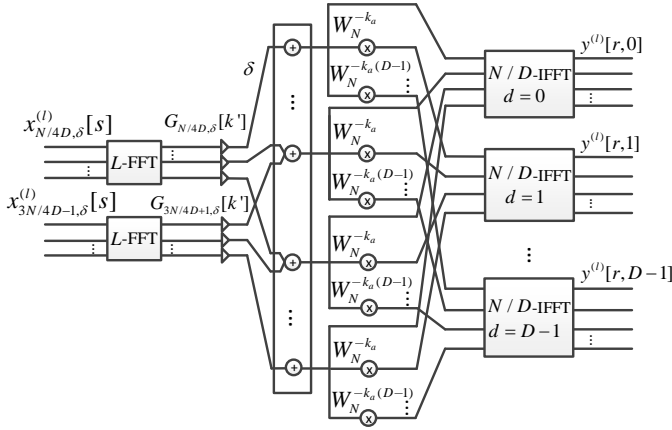 x^{(l)}_{N/4D,δ}[s]
L-FFT
G_{N/4D,δ}[k']
x^{(l)}_{3N/4D-1,δ}[s]
L-FFT
G_{3N/4D+1,δ}[k']
δ
+
+
+
+
W_N^{-k_a}
x
W_N^{-k_a(D-1)}
x
W_N^{-k_a}
x
W_N^{-k_a(D-1)}
x
W_N^{-k_a}
x
W_N^{-k_a(D-1)}
x
W_N^{-k_a}
x
W_N^{-k_a(D-1)}
x
N / D-IFFT
d = 0
y^{(l)}[r,0]
N / D-IFFT
d = 1
y^{(l)}[r,1]
N / D-IFFT
d = D-1
y^{(l)}[r,D-1]